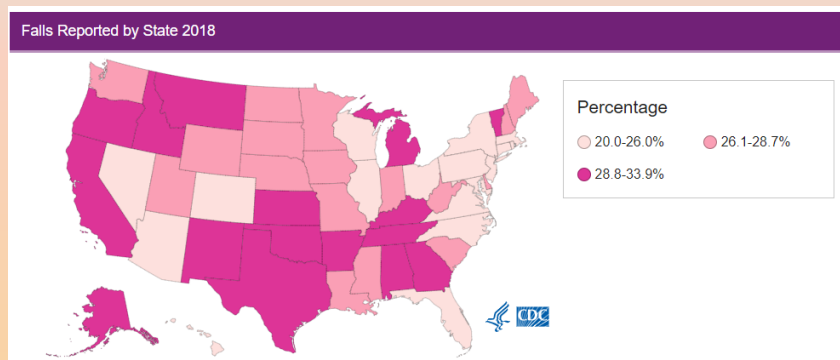 Falls Reported by State 2018
Percentage
20.0-26.0%
26.1-28.7%
28.8-33.9%
CDC